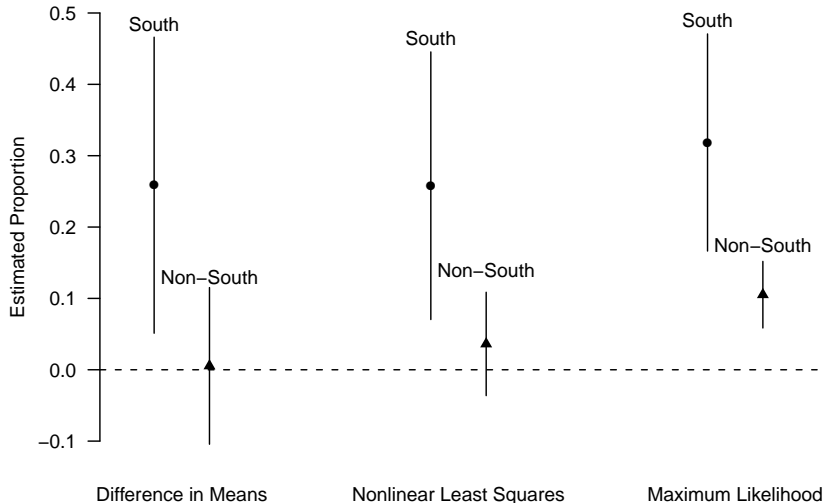 0.5
0.4
0.3
0.2
0.1
0.0
−0.1
Estimated Proportion
South
Non−South
South
Non−South
South
Non−South
Difference in Means
Nonlinear Least Squares
Maximum Likelihood